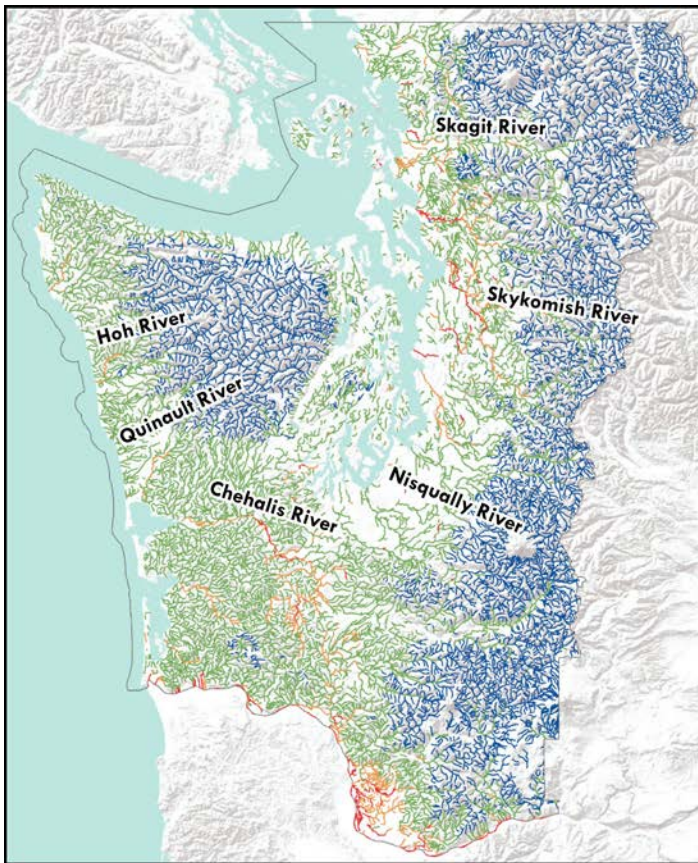 Skagit River
Skykomish River
Hoh River
Quinault River
Chehalis River
Nisqually River